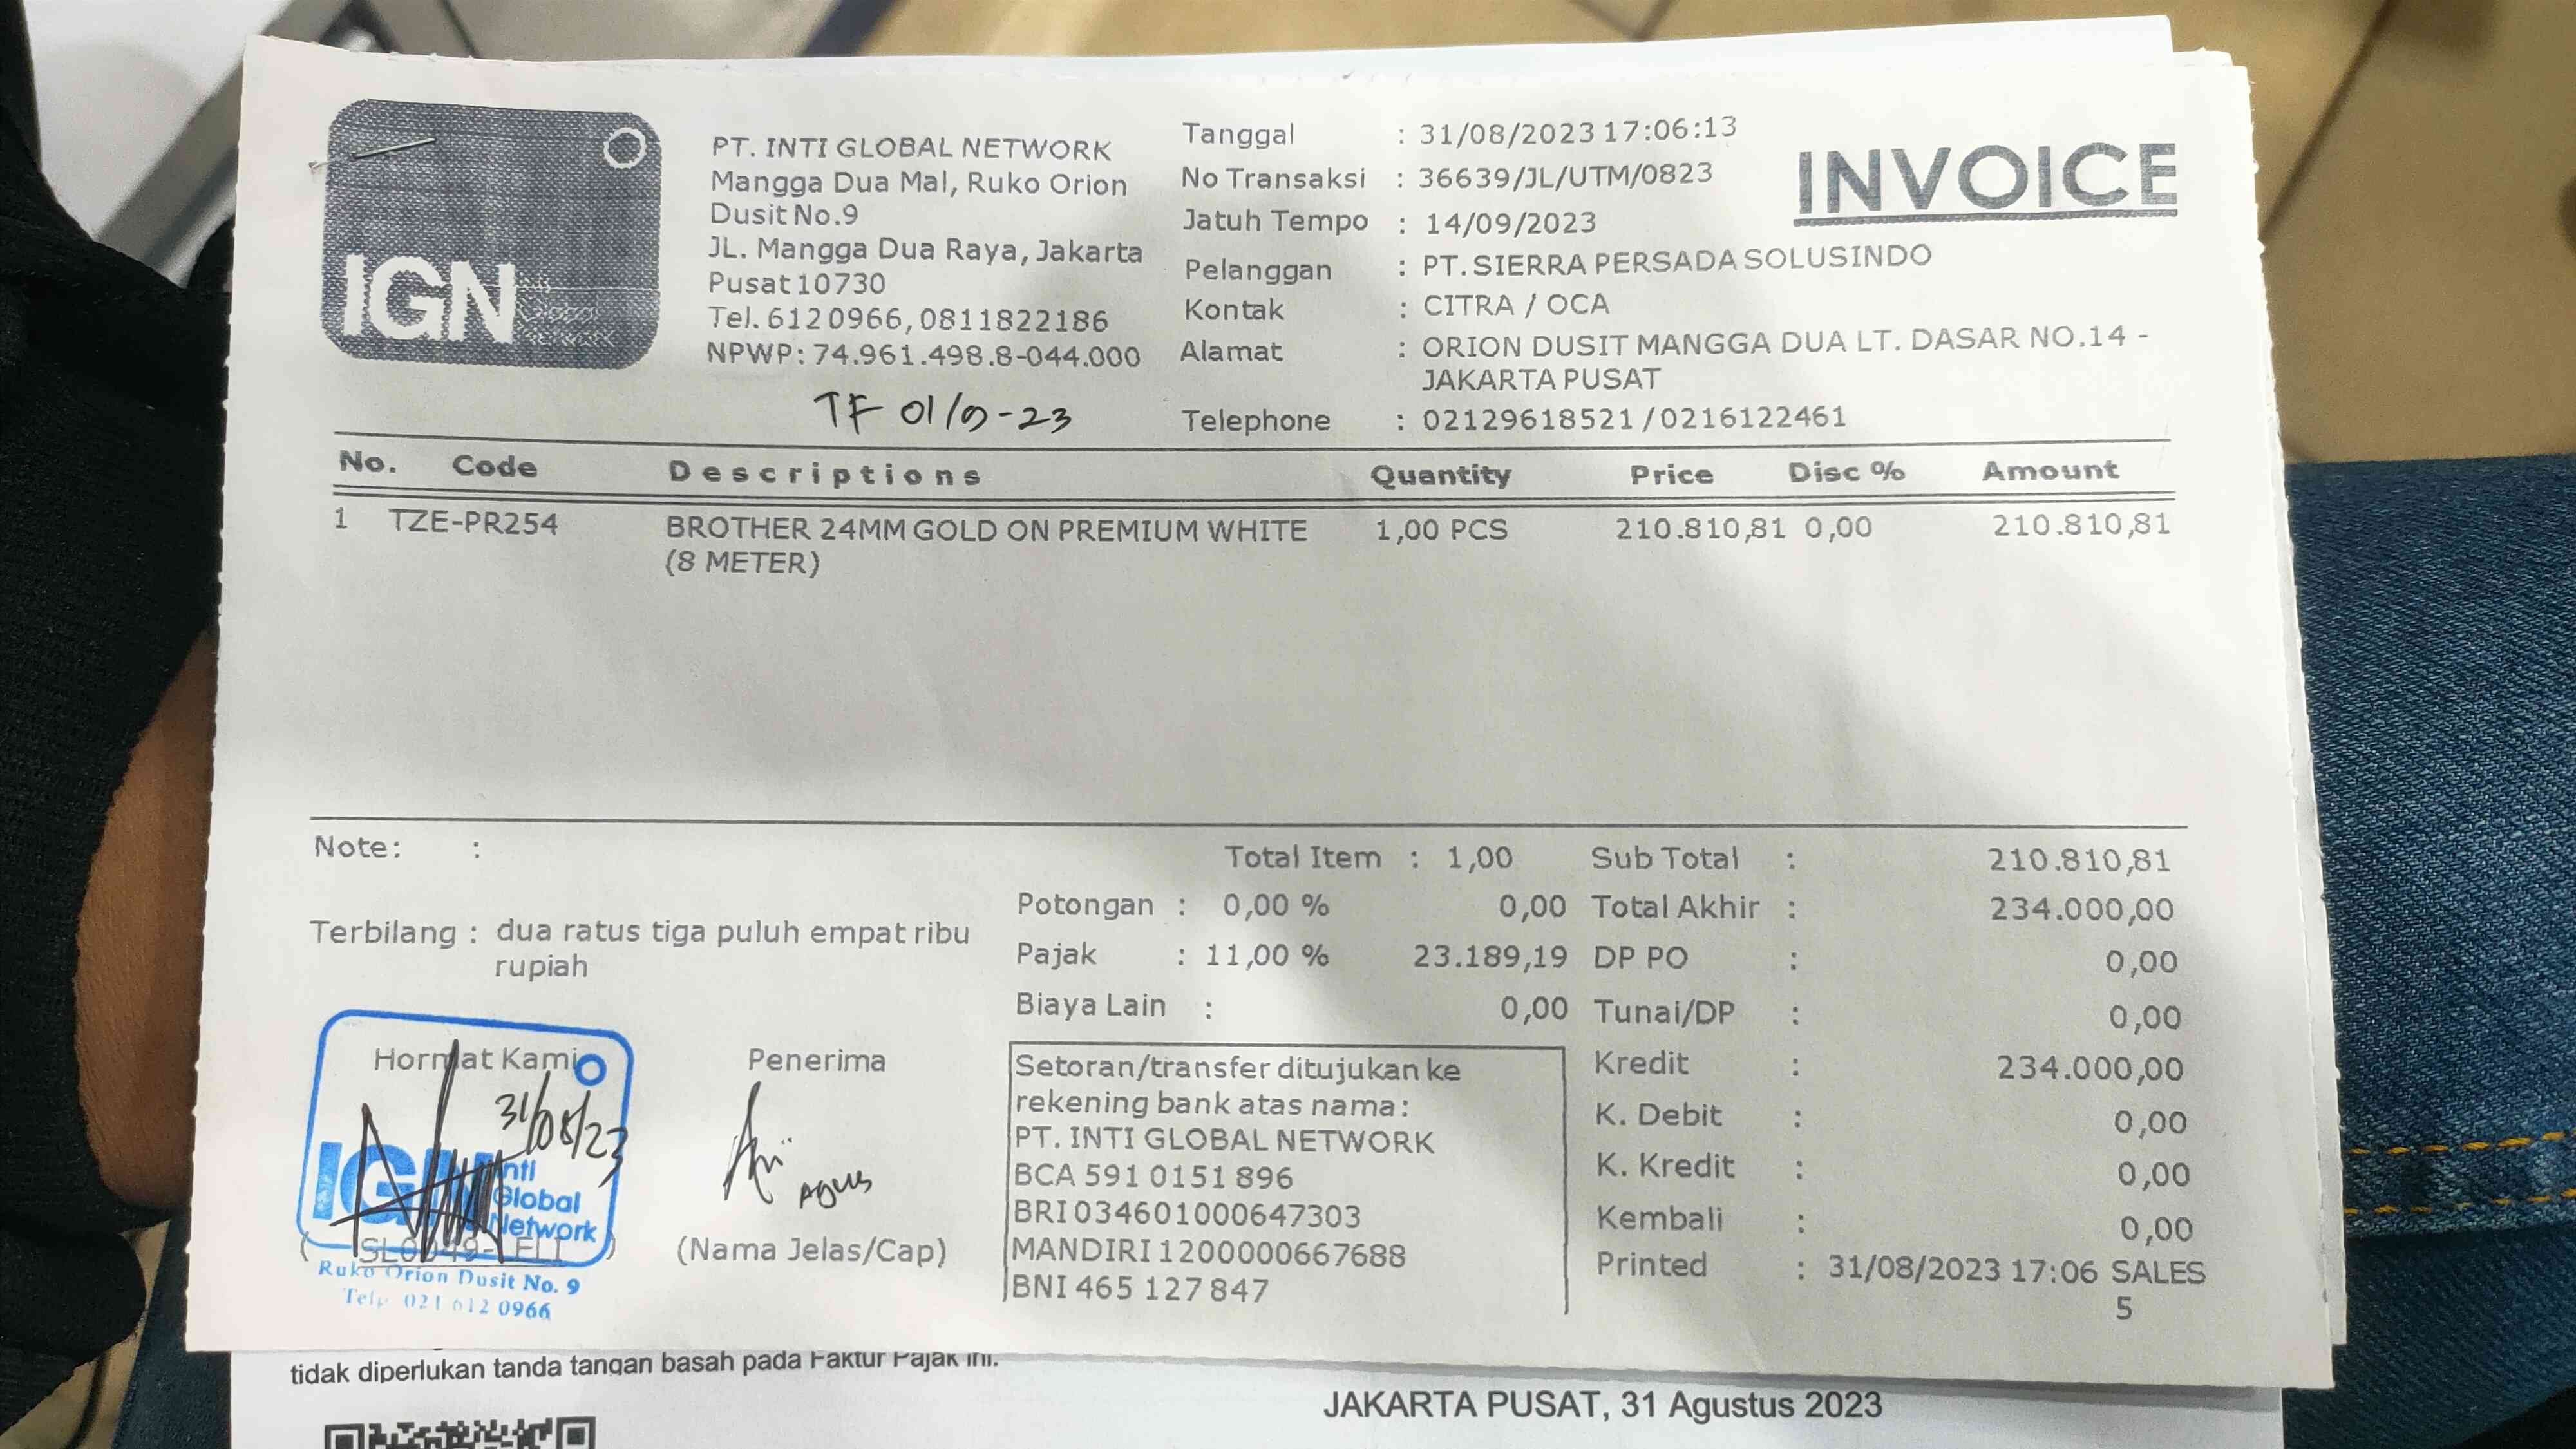 IGN
PT. INTI GLOBAL NETWORK
Mangga Dua Mal, Ruko Orion
Dusit No.9
JL. Mangga Dua Raya, Jakarta
Pusat 10730
Tel. 6120966, 0811822186
NPWP: 74.961.498.8-044.000
TF 01/9-23
Tanggal : 31/08/2023 17:06:13
No Transaksi : 36639/JL/UTM/0823
Jatuh Tempo : 14/09/2023
Pelanggan : PT. SIERRA PERSADA SOLUSINDO
Kontak : CITRA / OCA
Alamat : ORION DUSIT MANGGA DUA LT. DASAR NO.14 -
JAKARTA PUSAT
Telephone : 02129618521 / 0216122461
INVOICE
No. Code Descriptions Quantity Price Disc % Amount
1 TZE-PR254 BROTHER 24MM GOLD ON PREMIUM WHITE 1,00 PCS 210.810,81 0,00 210.810,81
(8 METER)
Note: :
Terbilang : dua ratus tiga puluh empat ribu
rupiah
Total Item : 1,00
Potongan : 0,00 % 0,00
Pajak : 11,00 % 23.189,19
Biaya Lain : 0,00
Sub Total : 210.810,81
Total Akhir : 234.000,00
DP PO : 0,00
Tunai/DP : 0,00
Kredit : 234.000,00
K. Debit : 0,00
K. Kredit : 0,00
Kembali : 0,00
Printed : 31/08/2023 17:06 SALES
5
Hormat Kami
31/08/23
IGN
Inti
Global
Network
Ruko Orion Dusit No. 9
Telp. 021 612 0966
Penerima
Agus
(Nama Jelas/Cap)
Setoran/transfer ditujukan ke
rekening bank atas nama:
PT. INTI GLOBAL NETWORK
BCA 591 0151 896
BRI 034601000647303
MANDIRI 1200000667688
BNI 465 127 847
tidak diperlukan tanda tangan basah pada Faktur Pajak ini.
JAKARTA PUSAT, 31 Agustus 2023